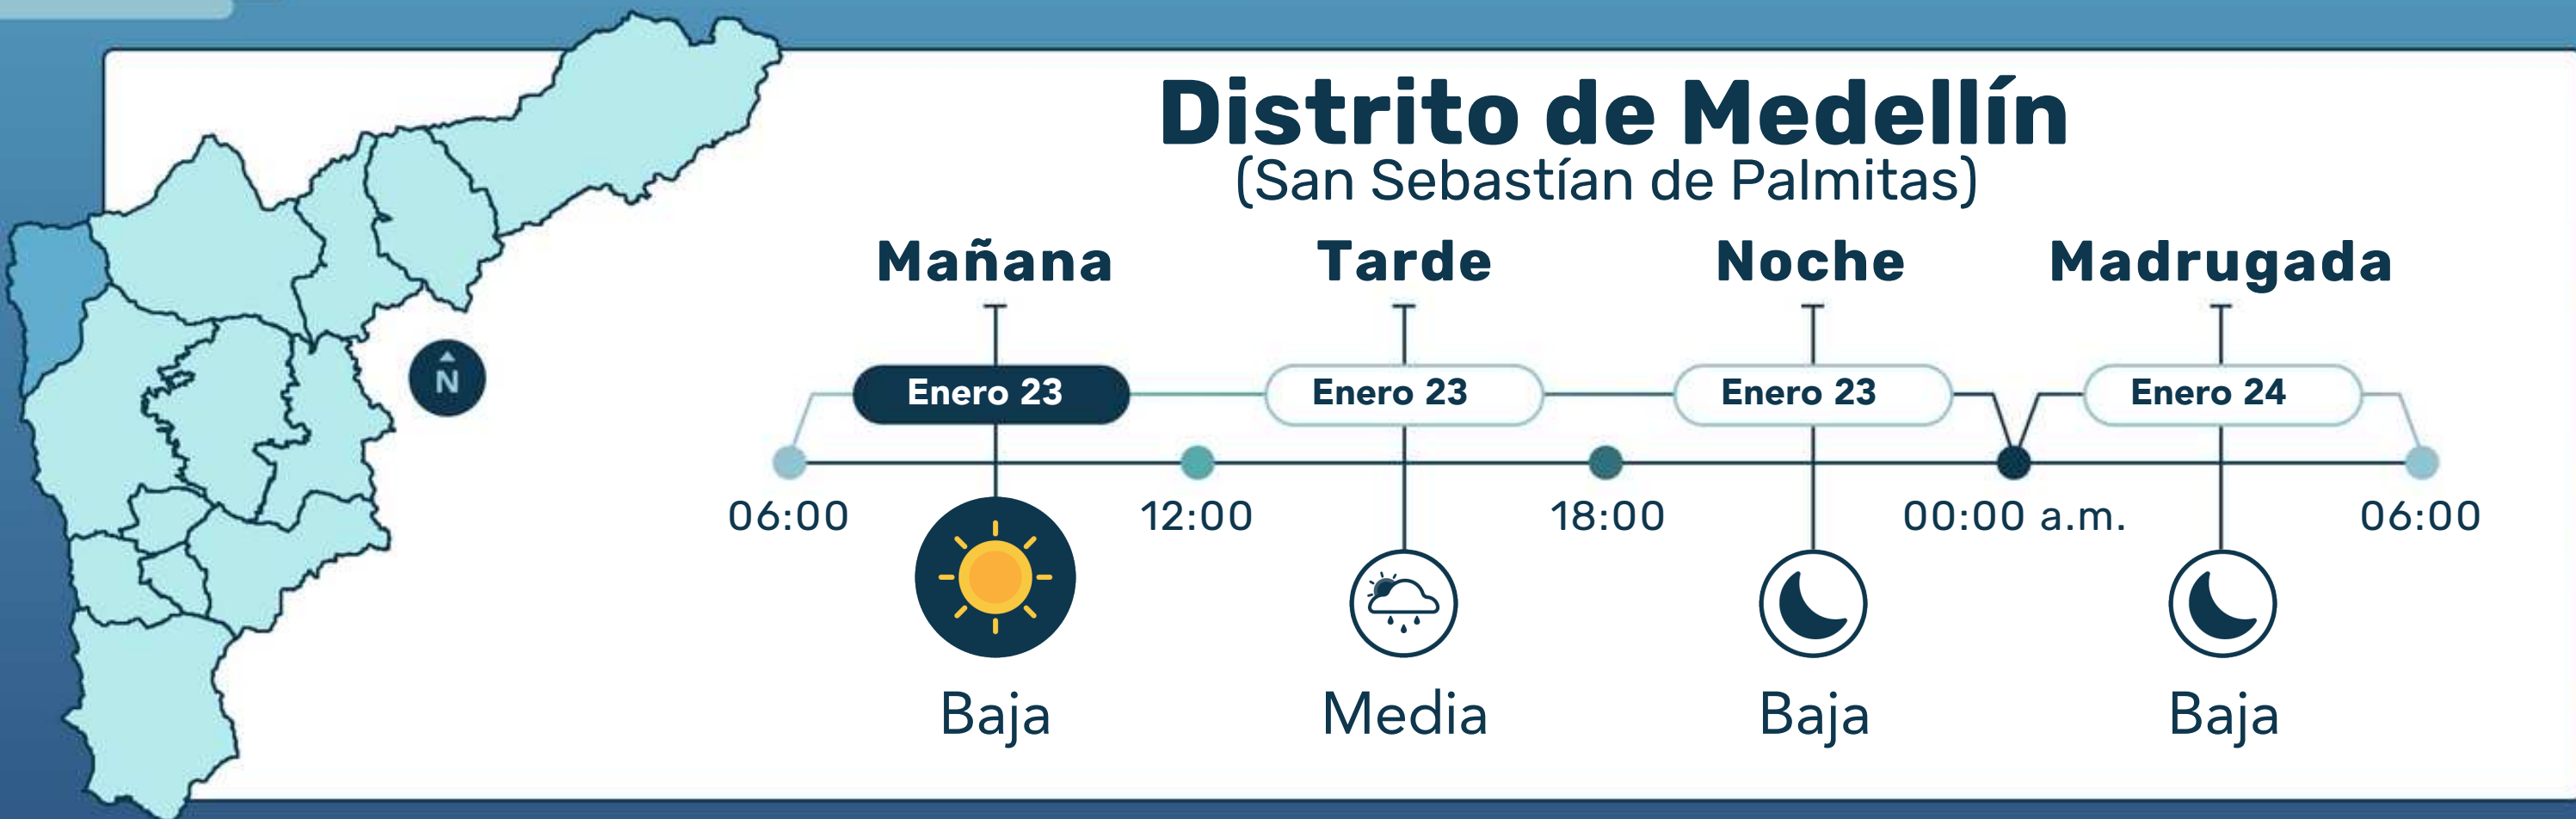 Distrito de Medellín
(San Sebastían de Palmitas)
Mañana Tarde Noche Madrugada
N
Enero 23 Enero 23 Enero 23 Enero 24
06:00 12:00 18:00 00:00 a.m. 06:00
Baja Media Baja Baja